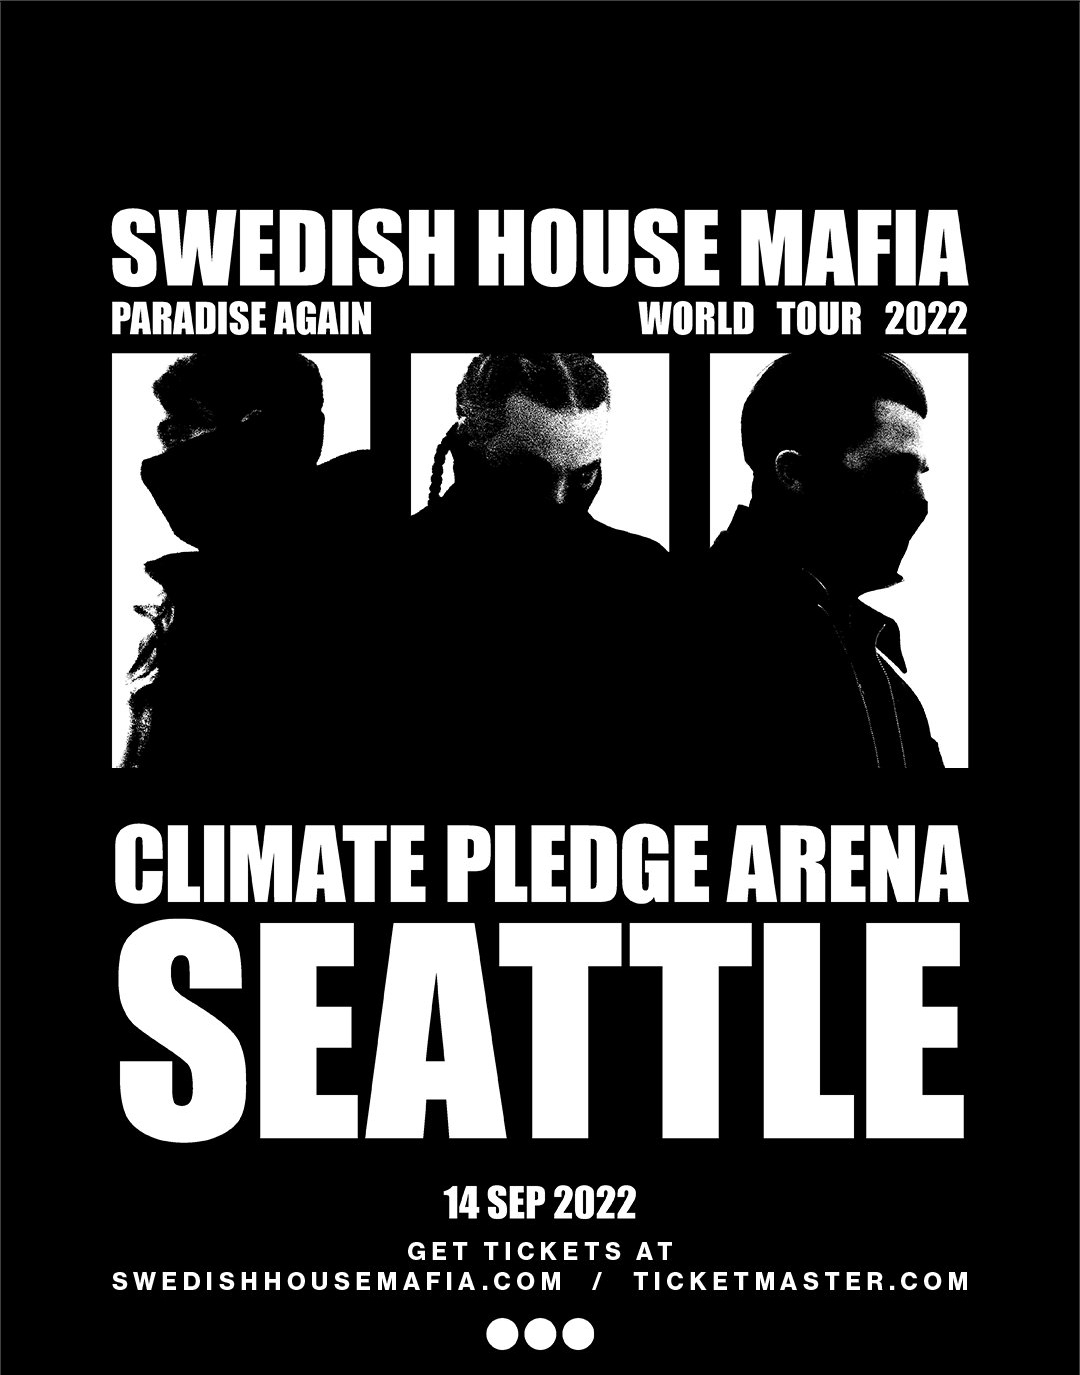 SWEDISH HOUSE MAFIA
PARADISE AGAIN WORLD TOUR 2022
CLIMATE PLEDGE ARENA
SEATTLE
14 SEP 2022
GET TICKETS AT
SWEDISHHOUSEMAFIA.COM / TICKETMASTER.COM